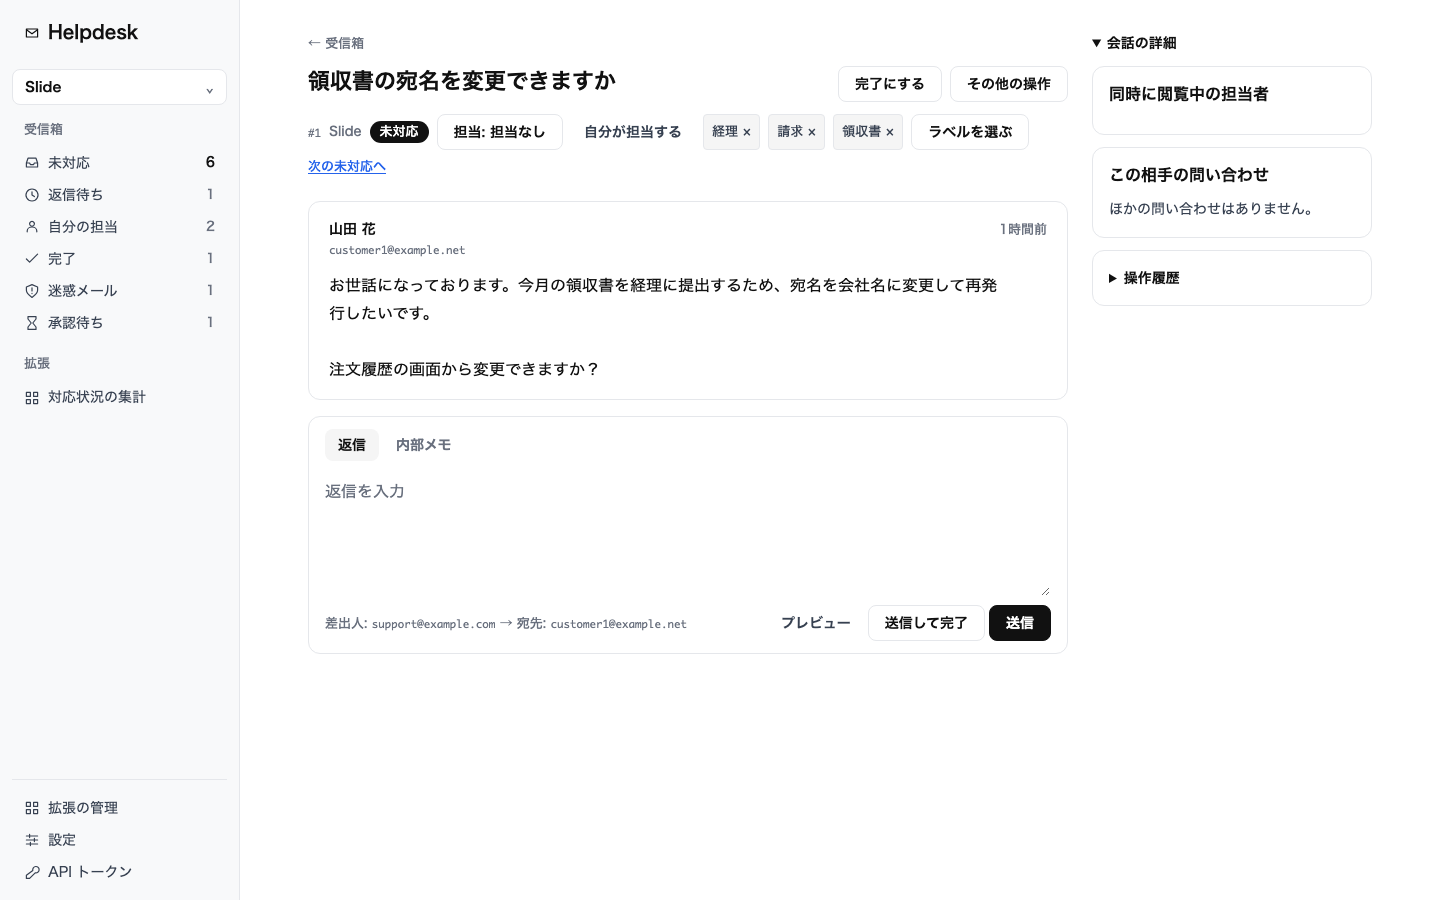 Helpdesk
Slide
受信箱
未対応 6
返信待ち 1
自分の担当 2
完了 1
迷惑メール 1
承認待ち 1
拡張
対応状況の集計
拡張の管理
設定
API トークン
← 受信箱
領収書の宛名を変更できますか
完了にする
その他の操作
#1 Slide 未対応 担当: 担当なし 自分が担当する 経理 × 請求 × 領収書 × ラベルを選ぶ
次の未対応へ
山田 花 1時間前
customer1@example.net
お世話になっております。今月の領収書を経理に提出するため、宛名を会社名に変更して再発
行したいです。
注文履歴の画面から変更できますか？
返信 内部メモ
返信を入力
差出人: support@example.com → 宛先: customer1@example.net プレビュー 送信して完了 送信
▼ 会話の詳細
同時に閲覧中の担当者
この相手の問い合わせ
ほかの問い合わせはありません。
▶ 操作履歴